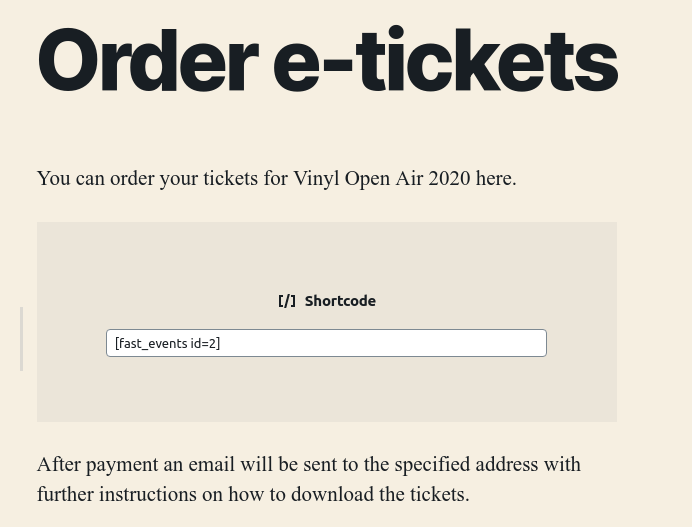 Order e-tickets
You can order your tickets for Vinyl Open Air 2020 here.
[/] Shortcode
[fast_events id=2]
After payment an email will be sent to the specified address with
further instructions on how to download the tickets.